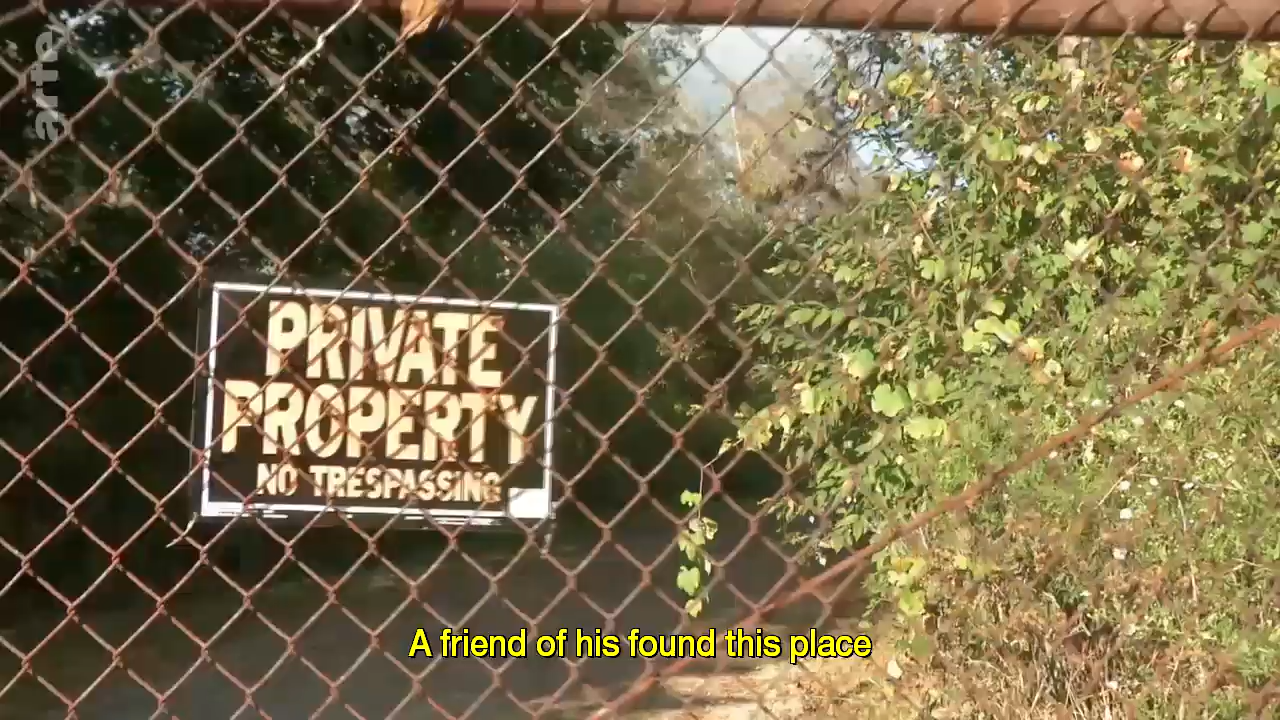 arte
PRIVATE
PROPERTY
NO TRESPASSING
A friend of his found this place